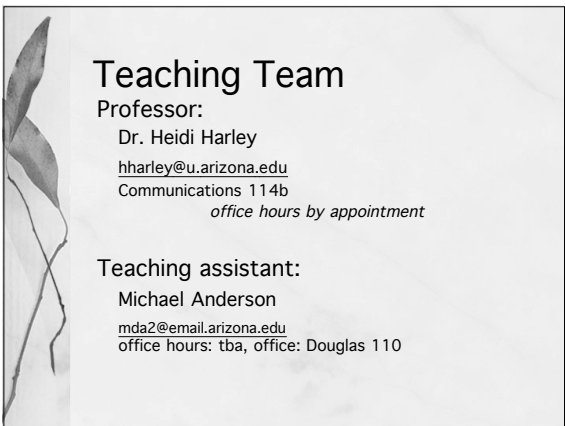 Teaching Team
Professor:
Dr. Heidi Harley
hharley@u.arizona.edu
Communications 114b
office hours by appointment
Teaching assistant:
Michael Anderson
mda2@email.arizona.edu
office hours: tba, office: Douglas 110